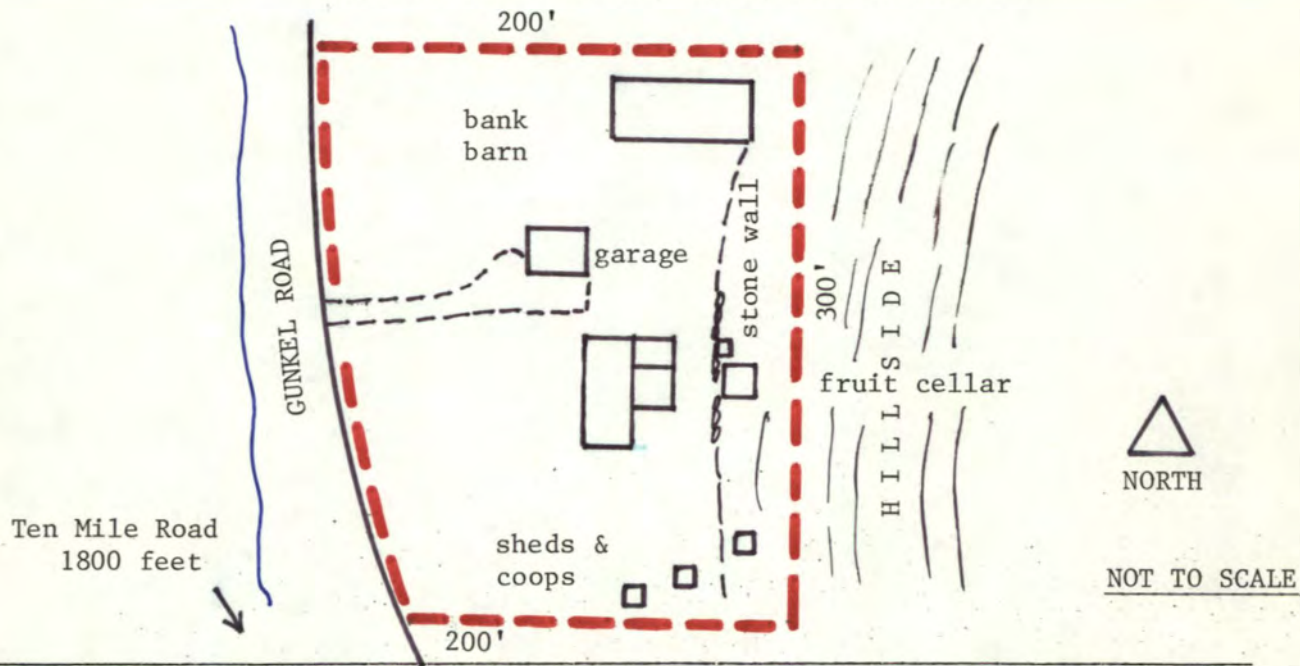 200'
bank
barn
stone wall
garage
GUNKEL ROAD
300'
HILLSIDE
fruit cellar
NORTH
Ten Mile Road
1800 feet
sheds &
coops
NOT TO SCALE
200'